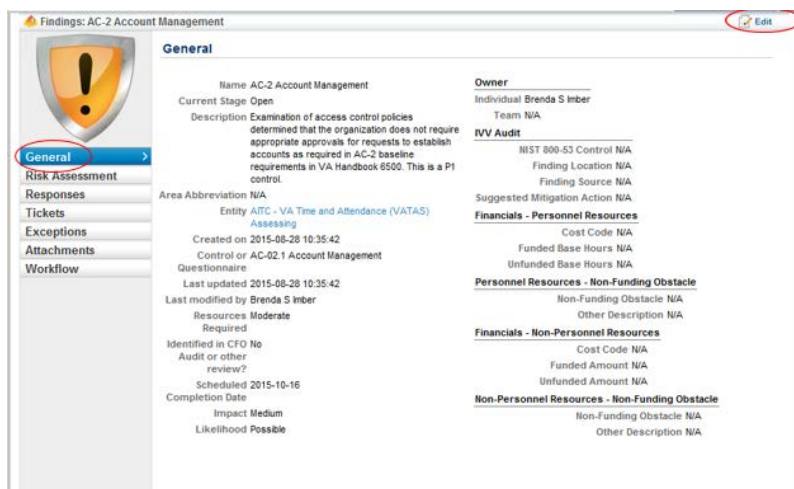 Findings: AC-2 Account Management
Edit
General
Risk Assessment
Responses
Tickets
Exceptions
Attachments
Workflow
General
Name AC-2 Account Management
Current Stage Open
Description Examination of access control policies
determined that the organization does not require
appropriate approvals for requests to establish
accounts as required in AC-2 baseline
requirements in VA Handbook 6500. This is a P1
control.
Area Abbreviation N/A
Entity AITC - VA Time and Attendance (VATAS)
Assessing
Created on 2015-08-28 10:35:42
Control or AC-02.1 Account Management
Questionnaire
Last updated 2015-08-28 10:35:42
Last modified by Brenda S Imber
Resources Moderate
Required
Identified in CFO No
Audit or other
review?
Scheduled 2015-10-16
Completion Date
Impact Medium
Likelihood Possible
Owner
Individual Brenda S Imber
Team N/A
IVV Audit
NIST 800-53 Control N/A
Finding Location N/A
Finding Source N/A
Suggested Mitigation Action N/A
Financials - Personnel Resources
Cost Code N/A
Funded Base Hours N/A
Unfunded Base Hours N/A
Personnel Resources - Non-Funding Obstacle
Non-Funding Obstacle N/A
Other Description N/A
Financials - Non-Personnel Resources
Cost Code N/A
Funded Amount N/A
Unfunded Amount N/A
Non-Personnel Resources - Non-Funding Obstacle
Non-Funding Obstacle N/A
Other Description N/A